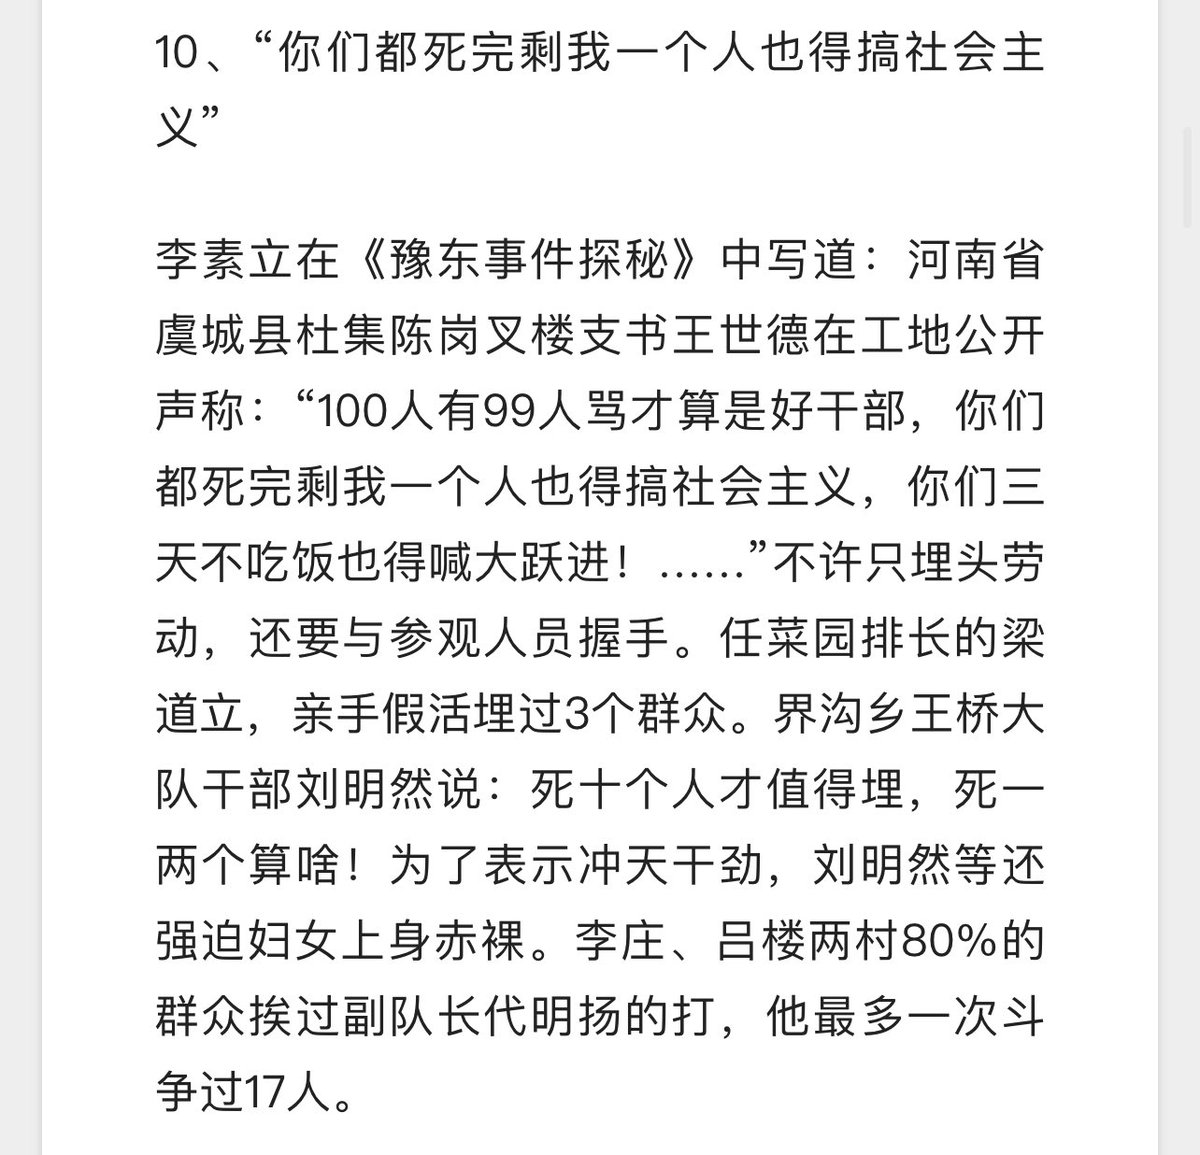 10、“你们都死完剩我一个人也得搞社会主
义”
李素立在《豫东事件探秘》中写道：河南省
虞城县杜集陈岗叉楼支书王世德在工地公开
声称：“100人有99人骂才算是好干部，你们
都死完剩我一个人也得搞社会主义，你们三
天不吃饭也得喊大跃进！……”不许只埋头劳
动，还要与参观人员握手。任菜园排长的梁
道立，亲手假活埋过3个群众。界沟乡王桥大
队干部刘明然说：死十个人才值得埋，死一
两个算啥！为了表示冲天干劲，刘明然等还
强迫妇女上身赤裸。李庄、吕楼两村80%的
群众挨过副队长代明扬的打，他最多一次斗
争过17人。